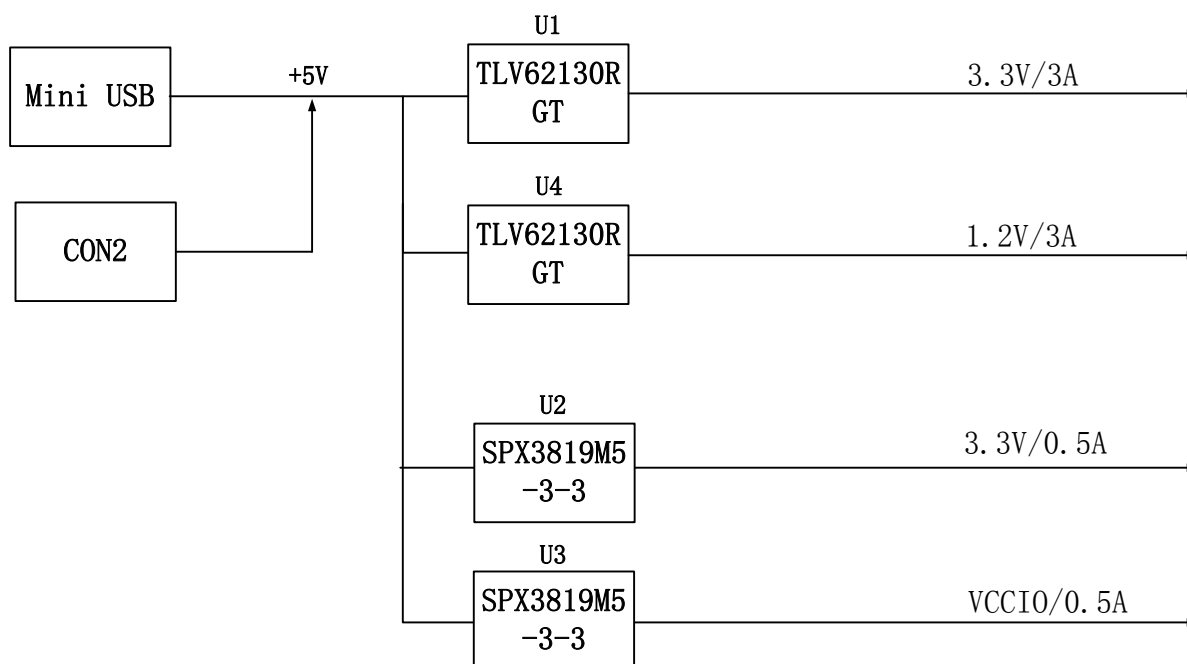 U1
Mini USB
+5V
TLV62130R
GT
3.3V/3A
CON2
U4
TLV62130R
GT
1.2V/3A
U2
SPX3819M5
-3-3
3.3V/0.5A
U3
SPX3819M5
-3-3
VCCIO/0.5A